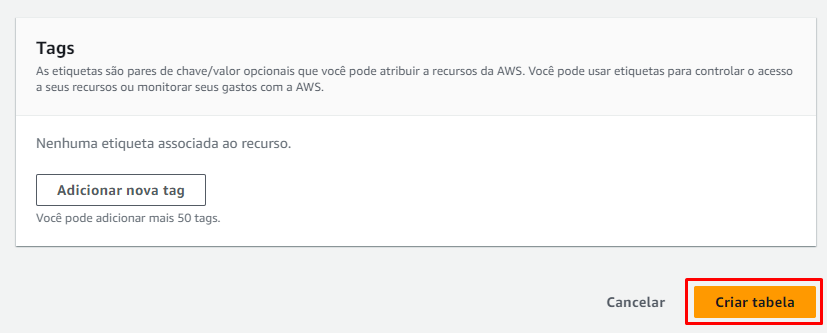 Tags
As etiquetas são pares de chave/valor opcionais que você pode atribuir a recursos da AWS. Você pode usar etiquetas para controlar o acesso
a seus recursos ou monitorar seus gastos com a AWS.
Nenhuma etiqueta associada ao recurso.
Adicionar nova tag
Você pode adicionar mais 50 tags.
Cancelar
Criar tabela